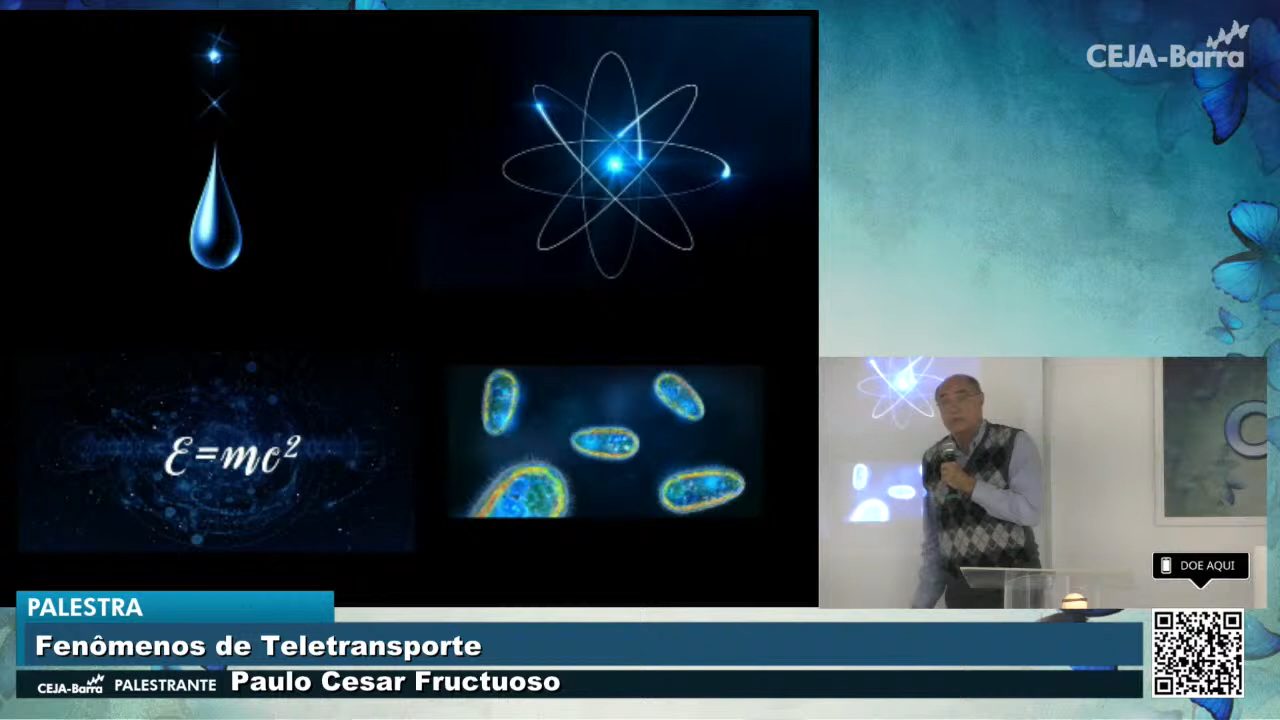 CEJA-Barra
E=mc²
DOE AQUI
PALESTRA
Fenômenos de Teletransporte
CEJA-Barra PALESTRANTE Paulo Cesar Fructuoso